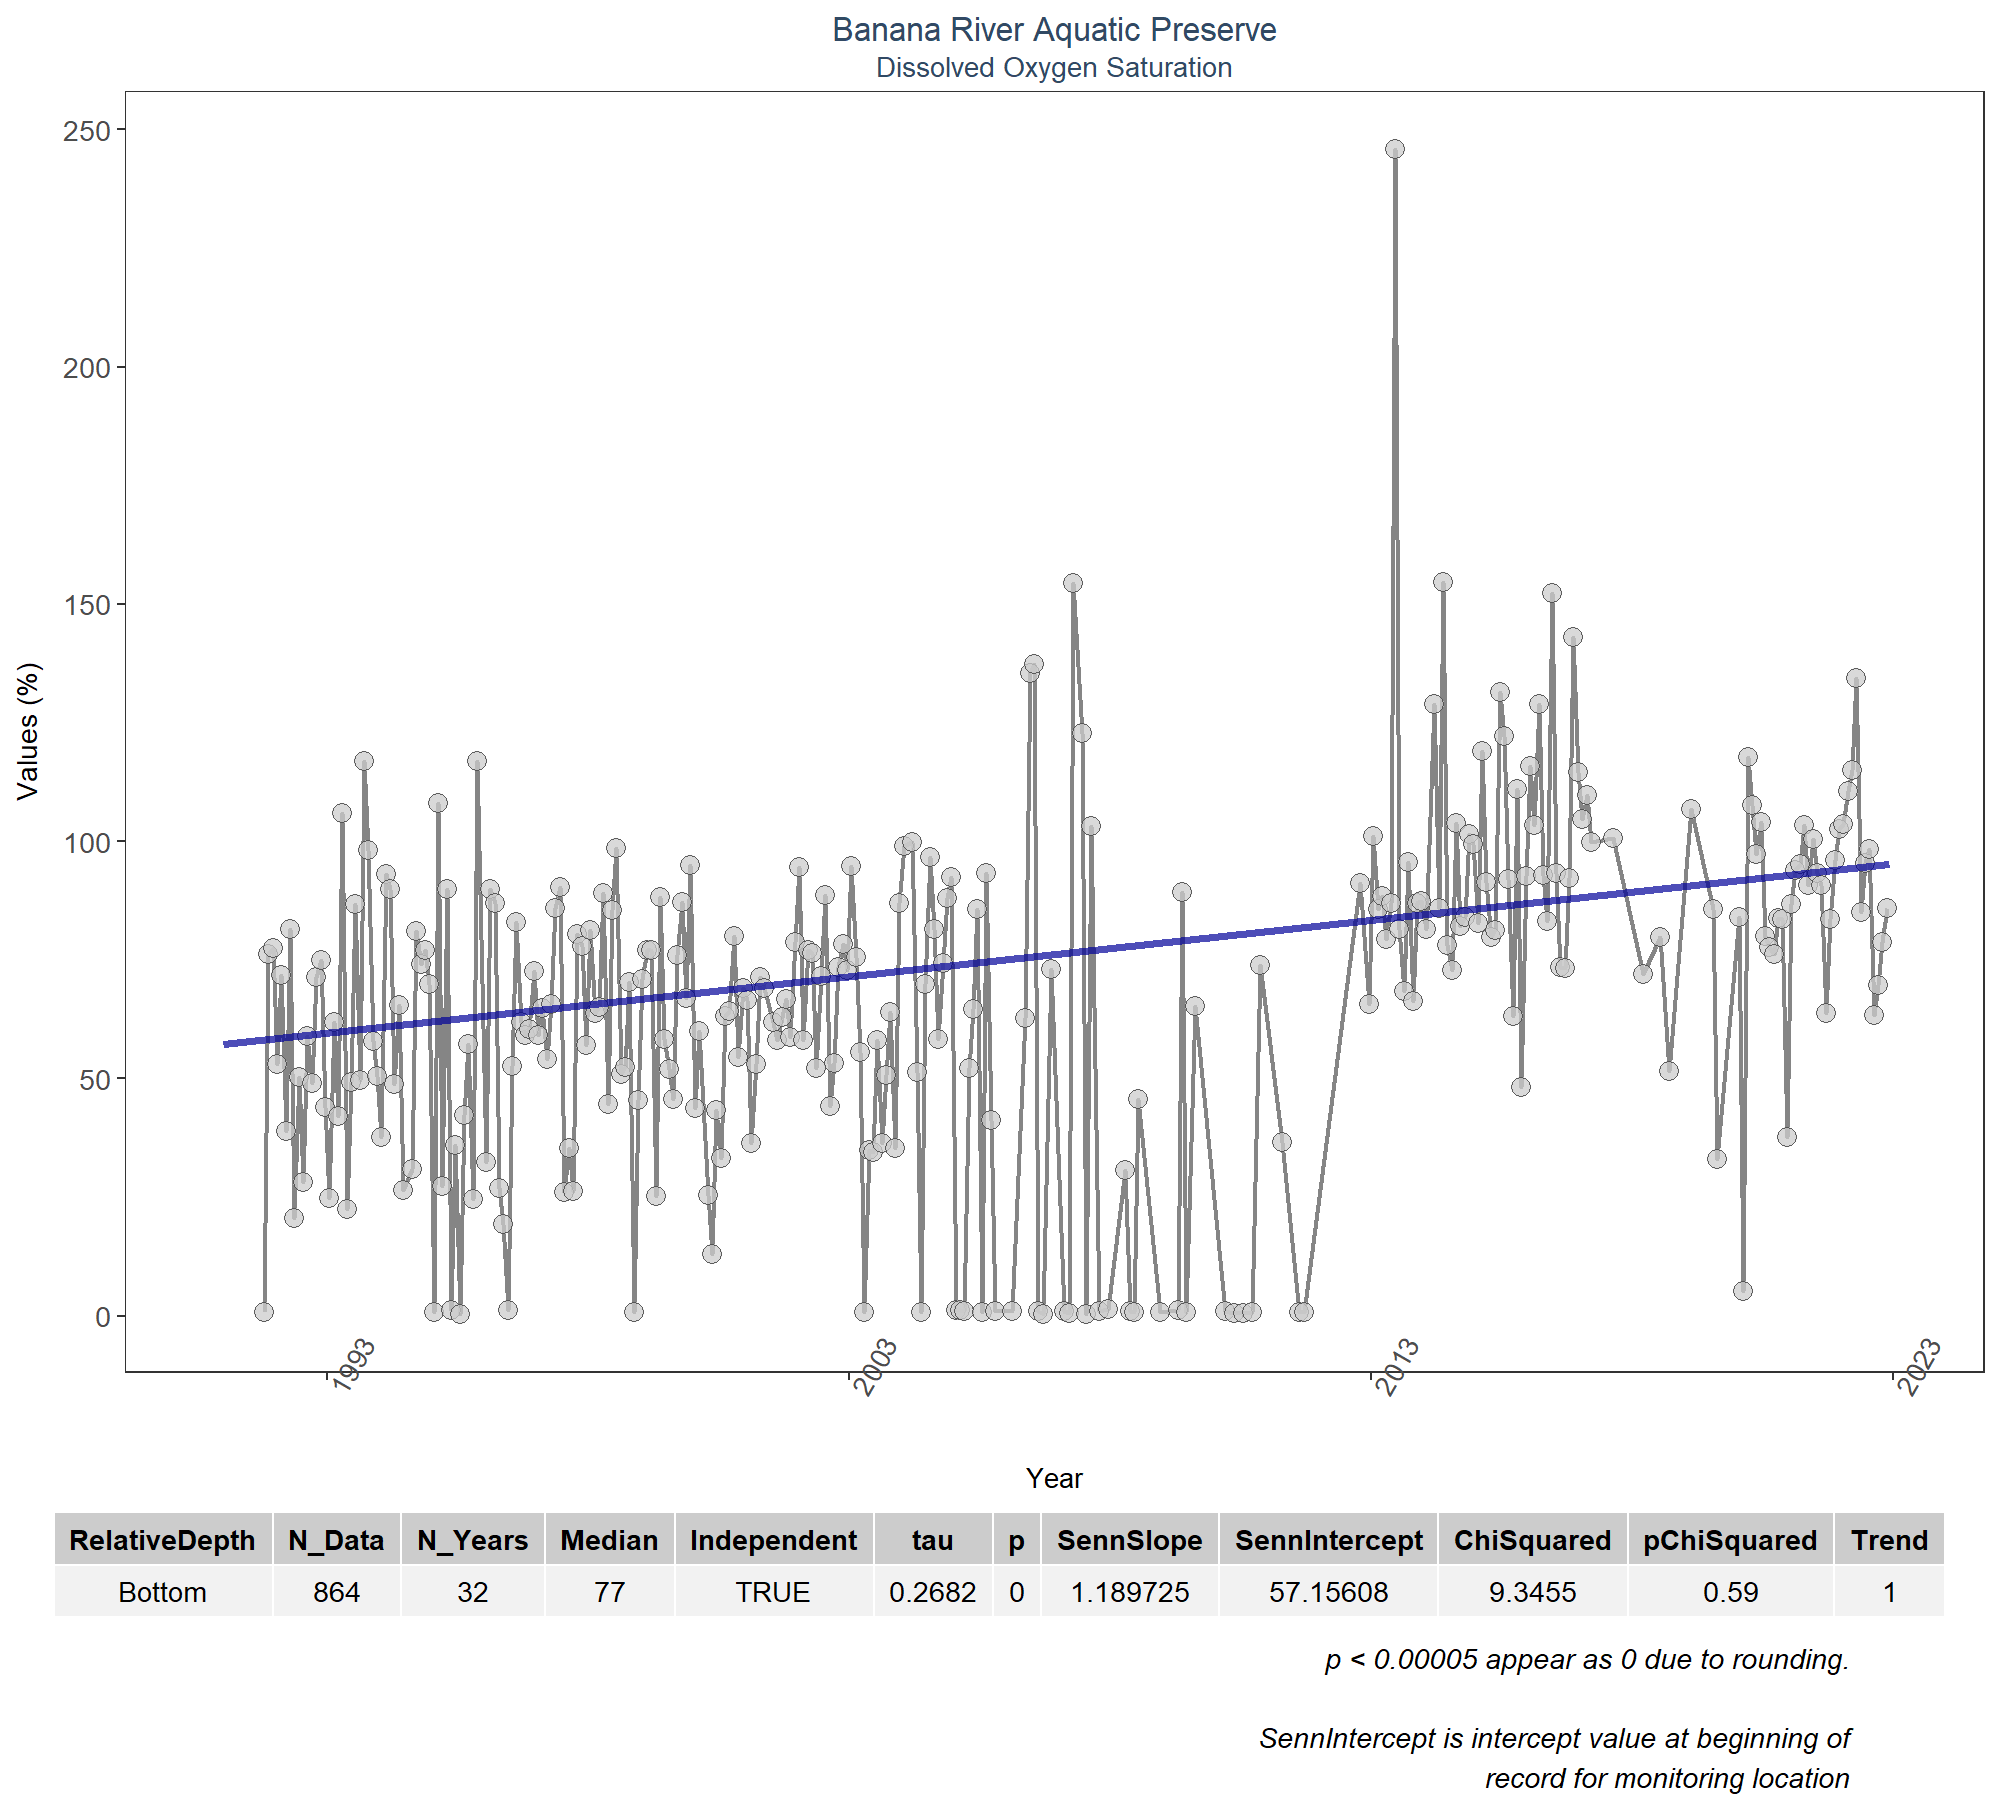 Banana River Aquatic Preserve
Dissolved Oxygen Saturation
250
200
150
100
50
0
Values (%)
1993
2003
2013
2023
Year
RelativeDepth N_Data N_Years Median Independent tau p SennSlope SennIntercept ChiSquared pChiSquared Trend
Bottom 864 32 77 TRUE 0.2682 0 1.189725 57.15608 9.3455 0.59 1
p < 0.00005 appear as 0 due to rounding.
SennIntercept is intercept value at beginning of
record for monitoring location